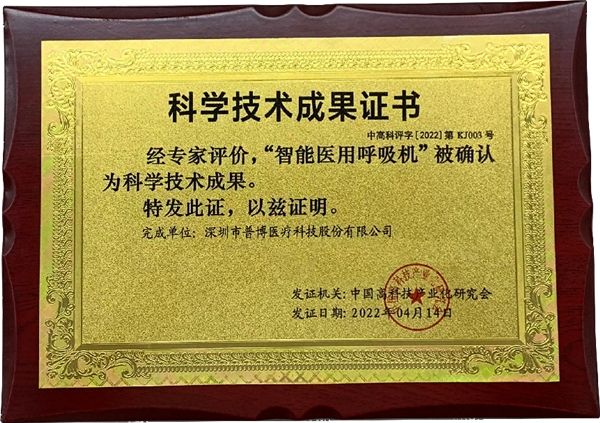 科学技术成果证书
中高科评字[2022]第 KJ003 号
经专家评价，“智能医用呼吸机”被确认
为科学技术成果。
特发此证，以兹证明。
完成单位：深圳市普博医疗科技股份有限公司
发证机关：中国高科技产业化研究会
发证日期：2022年04月14日